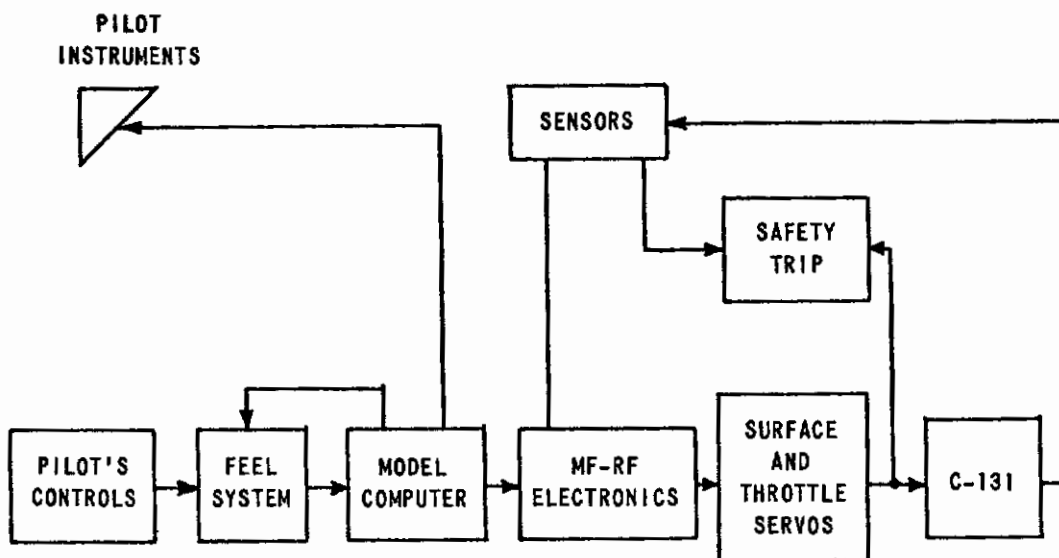 PILOT
INSTRUMENTS
SENSORS
SAFETY
TRIP
PILOT'S
CONTROLS
FEEL
SYSTEM
MODEL
COMPUTER
MF-RF
ELECTRONICS
SURFACE
AND
THROTTLE
SERVOS
C-131